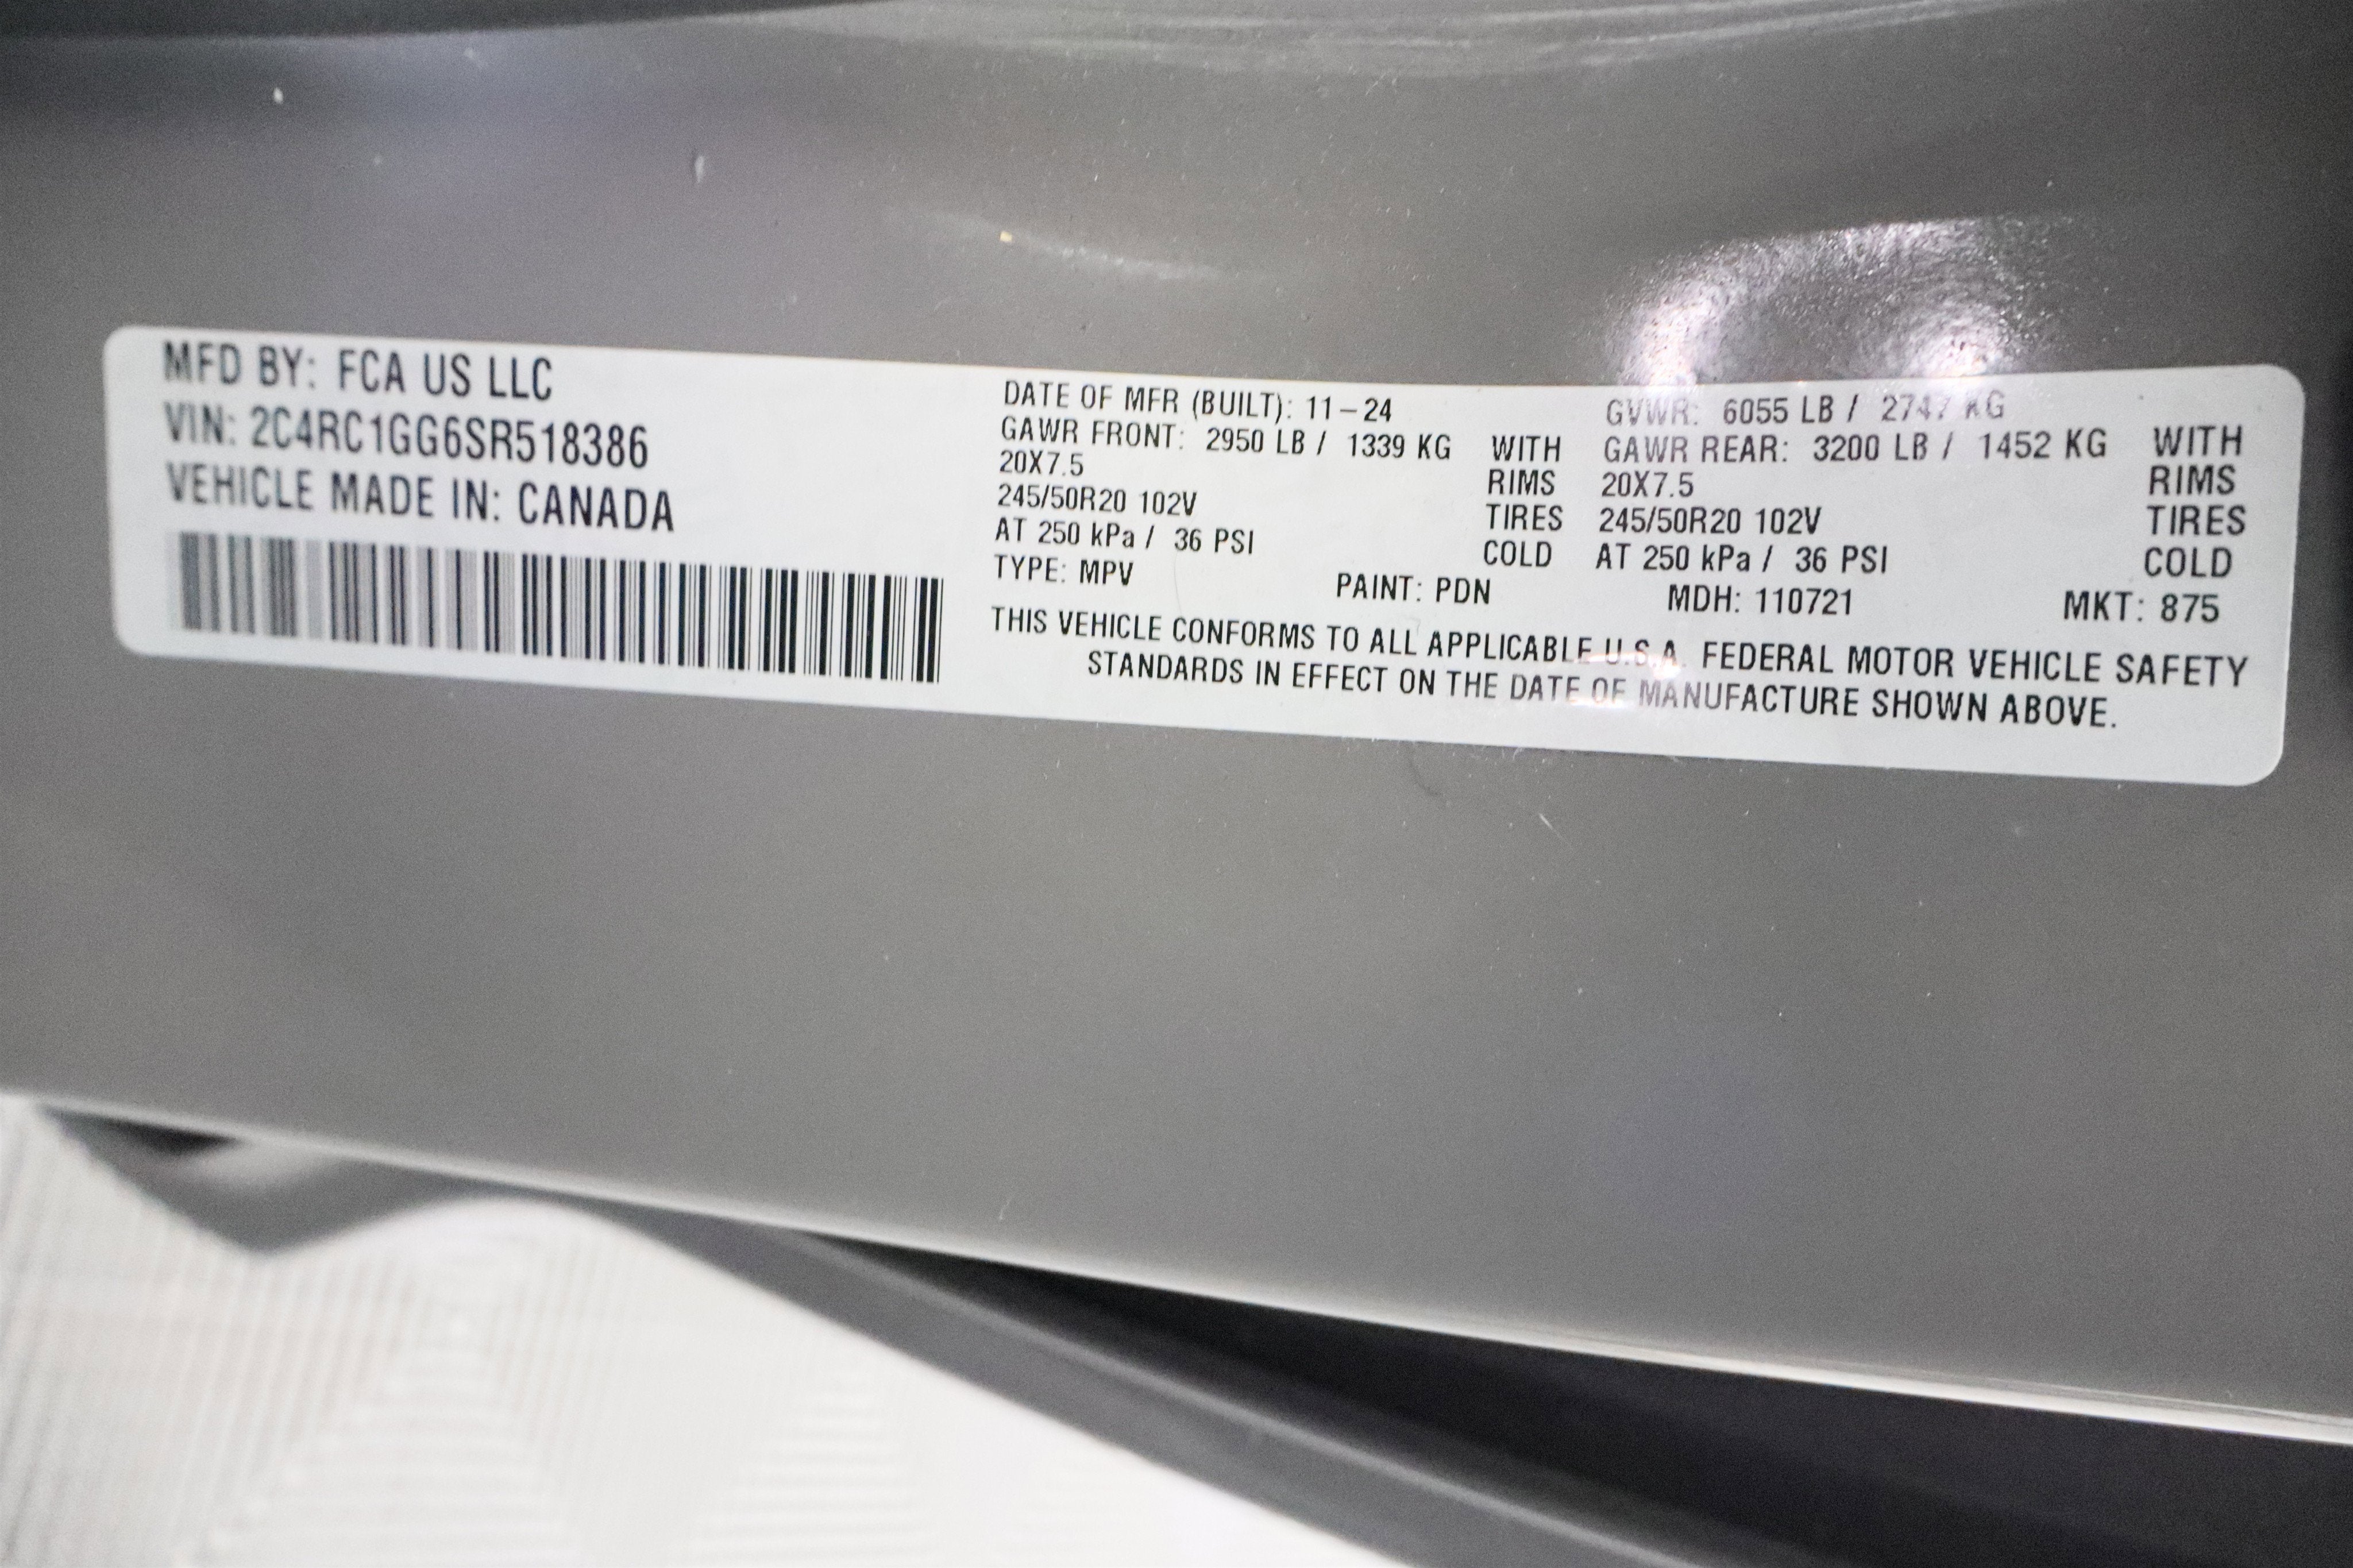 MFD BY: FCA US LLC
VIN: 2C4RC1GG6SR518386
VEHICLE MADE IN: CANADA
DATE OF MFR (BUILT): 11-24 GVWR: 6055 LB / 2747 KG
GAWR FRONT: 2950 LB / 1339 KG WITH GAWR REAR: 3200 LB / 1452 KG WITH
20X7.5 RIMS 20X7.5 RIMS
245/50R20 102V TIRES 245/50R20 102V TIRES
AT 250 kPa / 36 PSI COLD AT 250 kPa / 36 PSI COLD
TYPE: MPV PAINT: PDN MDH: 110721 MKT: 875
THIS VEHICLE CONFORMS TO ALL APPLICABLE U.S.A. FEDERAL MOTOR VEHICLE SAFETY
STANDARDS IN EFFECT ON THE DATE OF MANUFACTURE SHOWN ABOVE.